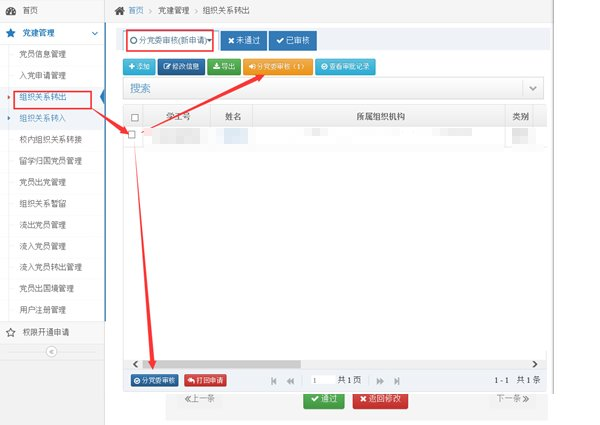 首页
党建管理
党员信息管理
入党申请管理
组织关系转出
组织关系转入
校内组织关系转接
留学归国党员管理
党员出党管理
组织关系暂留
流出党员管理
流入党员管理
流入党员转出管理
党员出国境管理
用户注册管理
权限开通申请
首页 > 党建管理 > 组织关系转出
分党委审核(新申请) 未通过 已审核
添加 修改信息 导出 分党委审核（1） 查看审批记录
搜索
学工号 姓名 所属组织机构 类别
分党委审核 打回申请 1 共 1 页 1 - 1 共 1 条
通过 返回修改
≪上一条 下一条≫